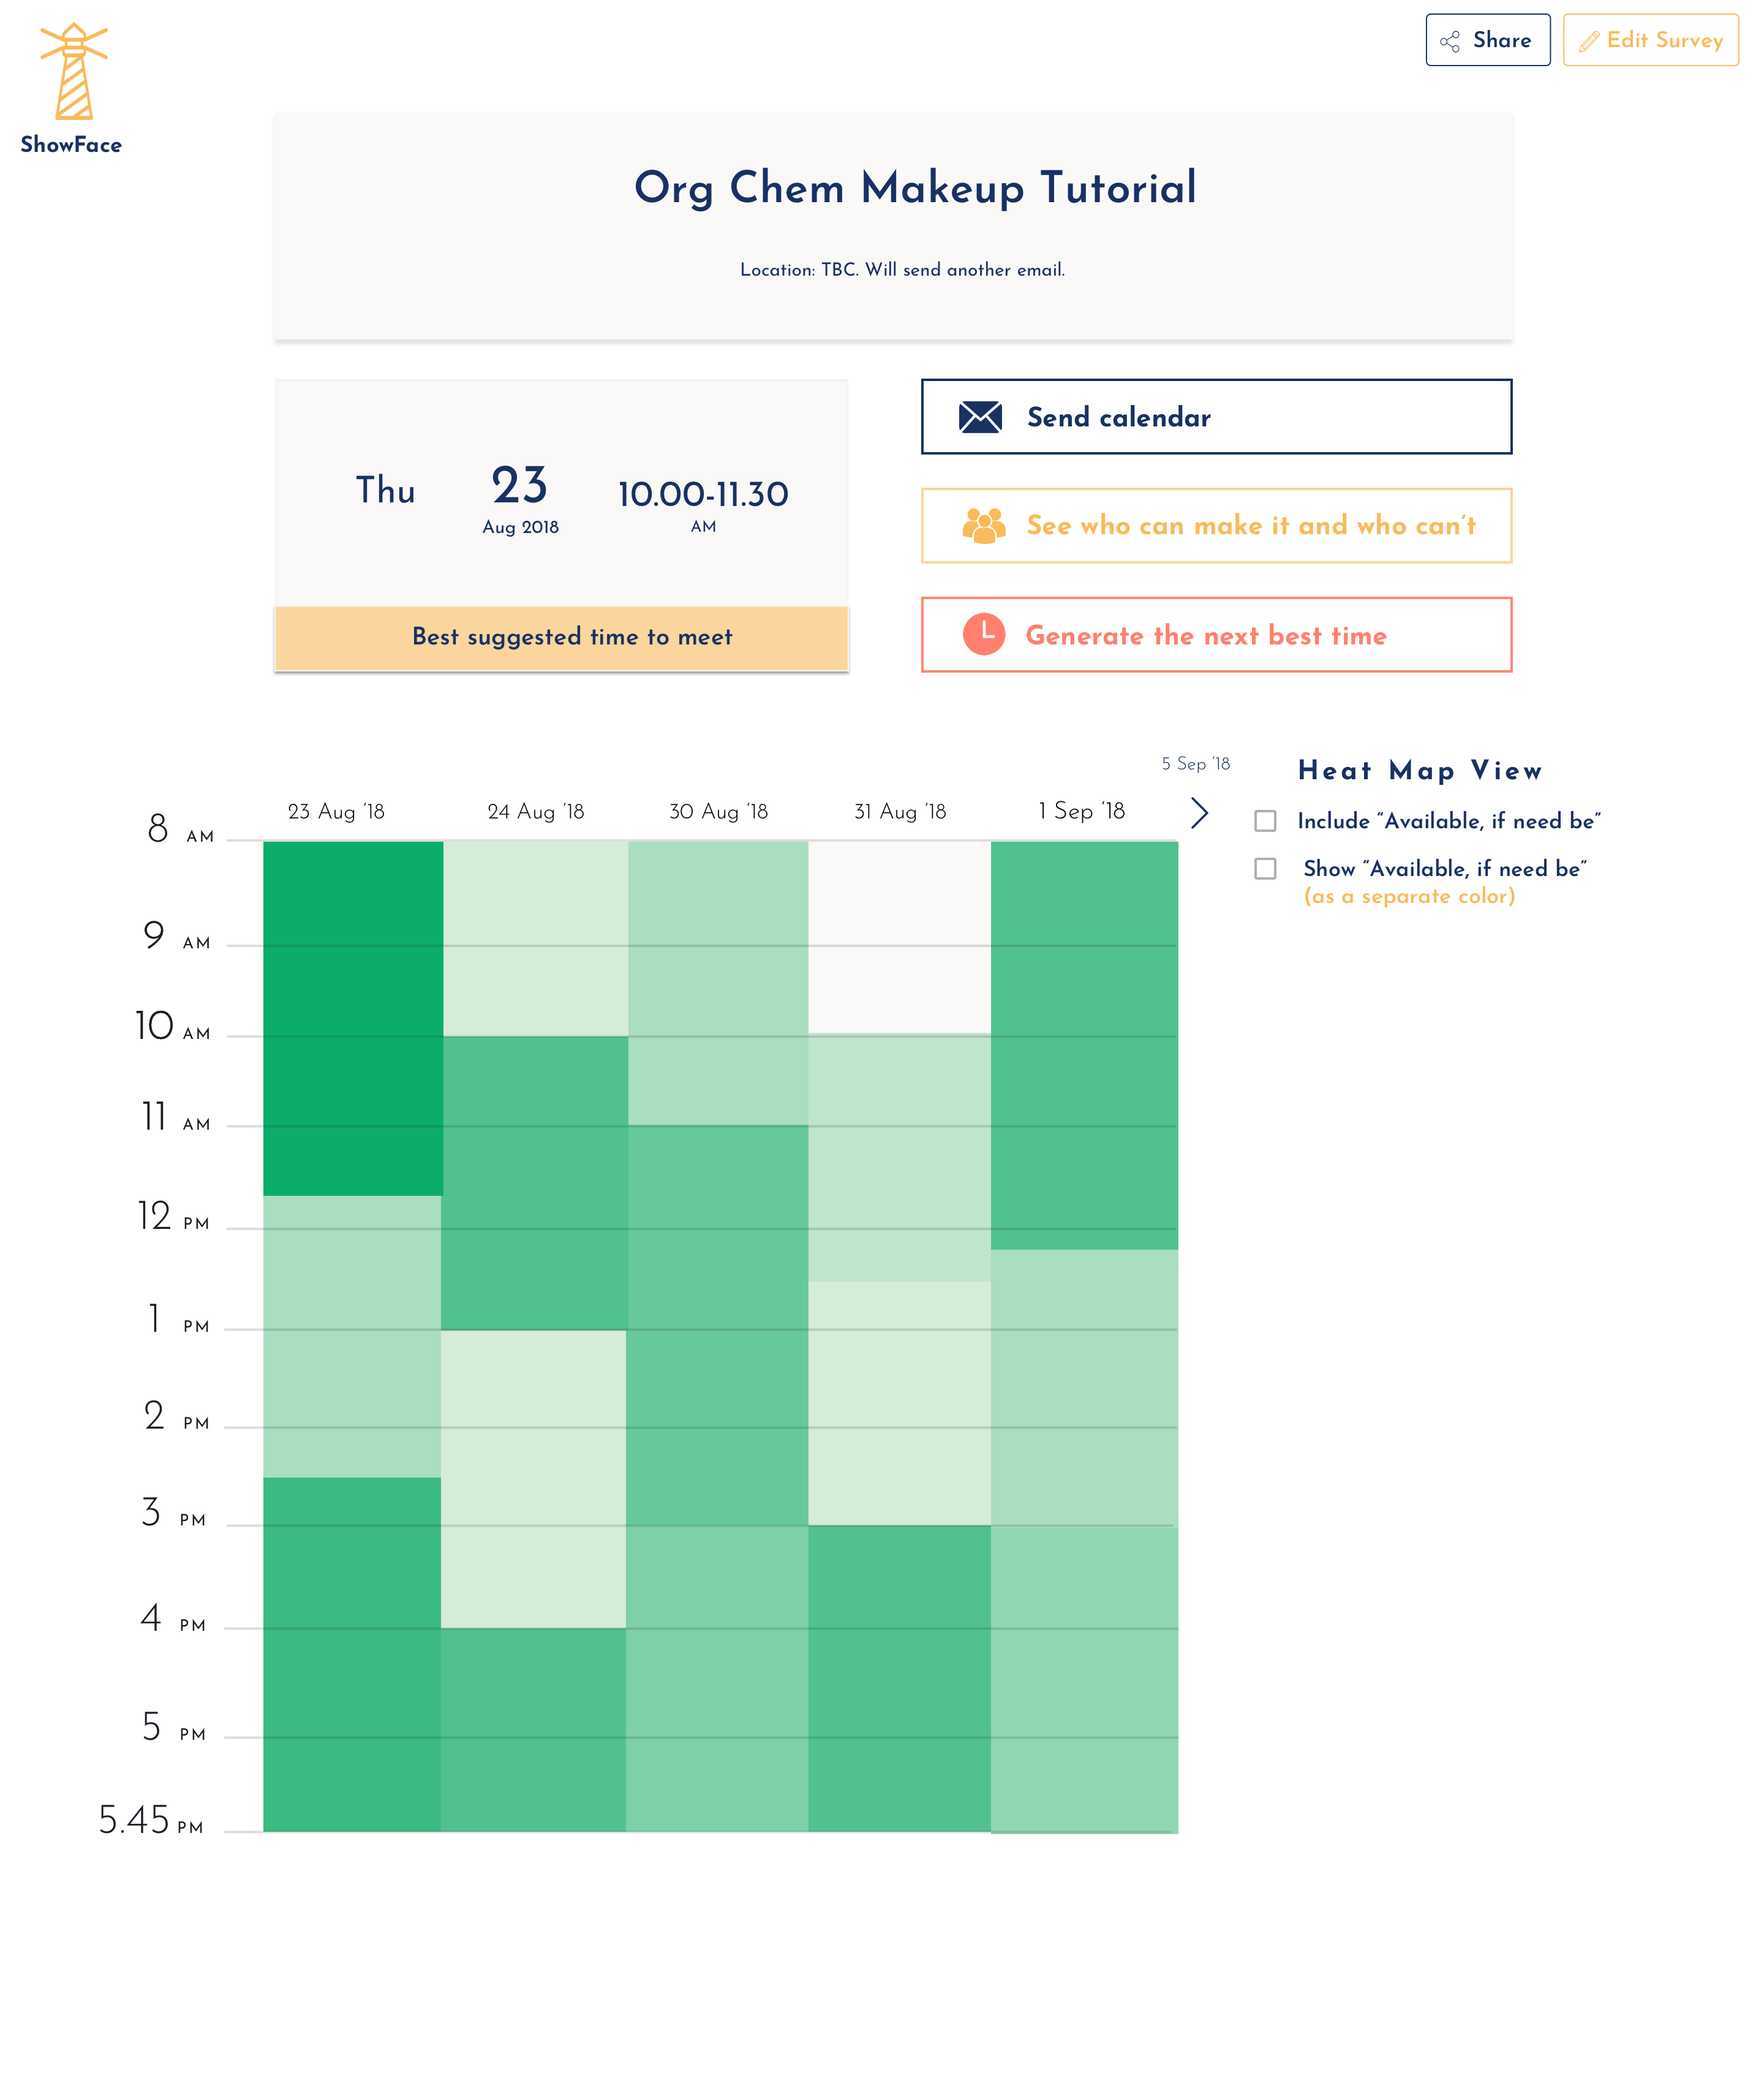 Share
Edit Survey
ShowFace
Org Chem Makeup Tutorial
Location: TBC. Will send another email.
Thu
23
Aug 2018
10.00-11.30
AM
Best suggested time to meet
Send calendar
See who can make it and who can’t
Generate the next best time
5 Sep ‘18
Heat Map View
23 Aug ‘18
24 Aug ‘18
30 Aug ‘18
31 Aug ‘18
1 Sep ‘18
Include “Available, if need be”
Show “Available, if need be”
(as a separate color)
8 AM
9 AM
10 AM
11 AM
12 PM
1 PM
2 PM
3 PM
4 PM
5 PM
5.45 PM